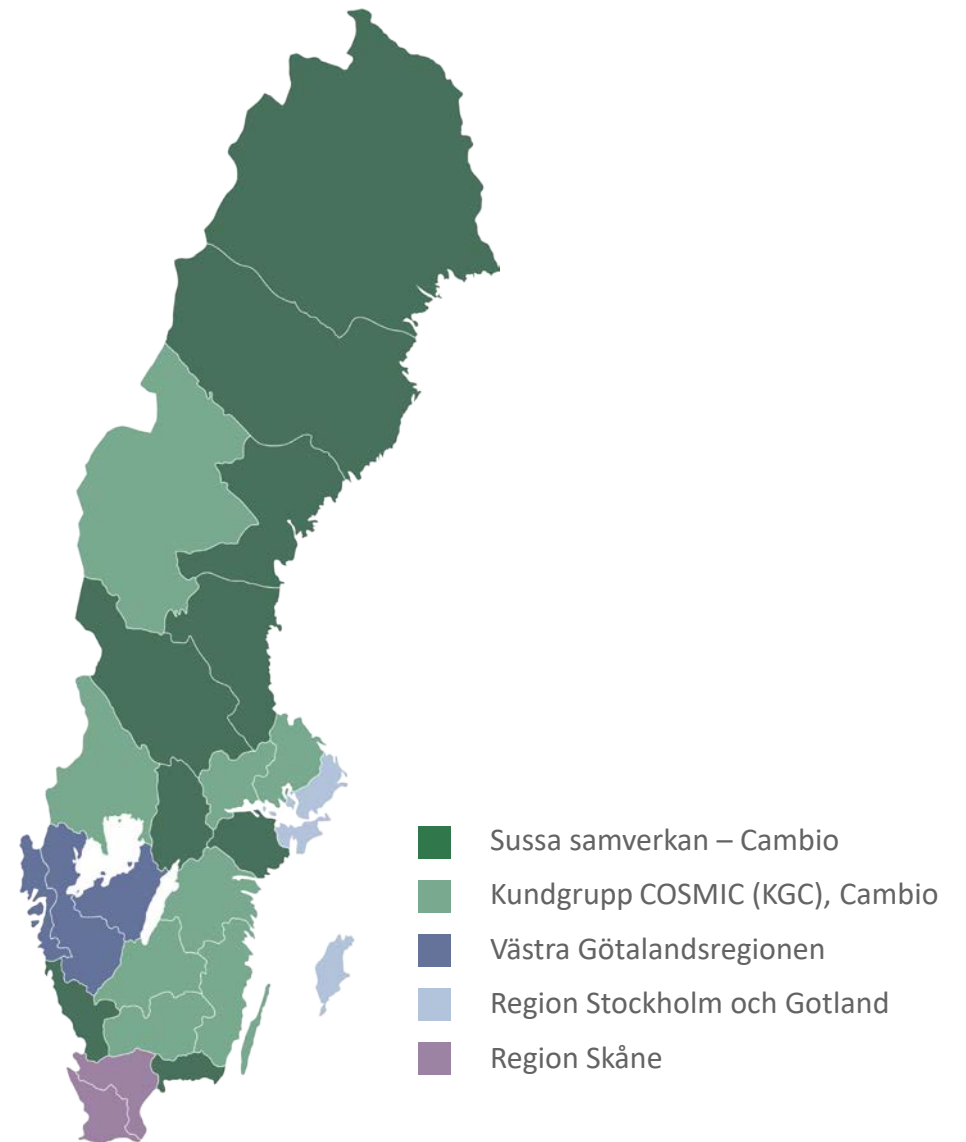 Sussa samverkan – Cambio
Kundgrupp COSMIC (KGC), Cambio
Västra Götalandsregionen
Region Stockholm och Gotland
Region Skåne